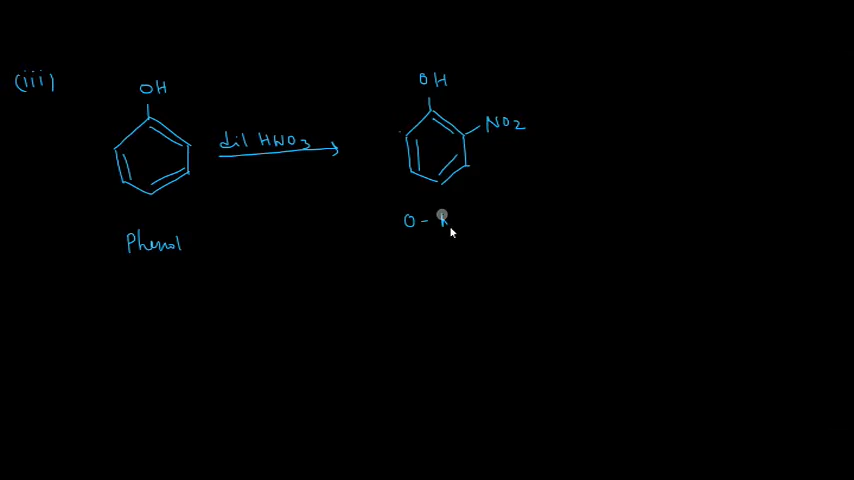 (iii)
OH
OH
NO2
dil HNO3
O -
Phenol